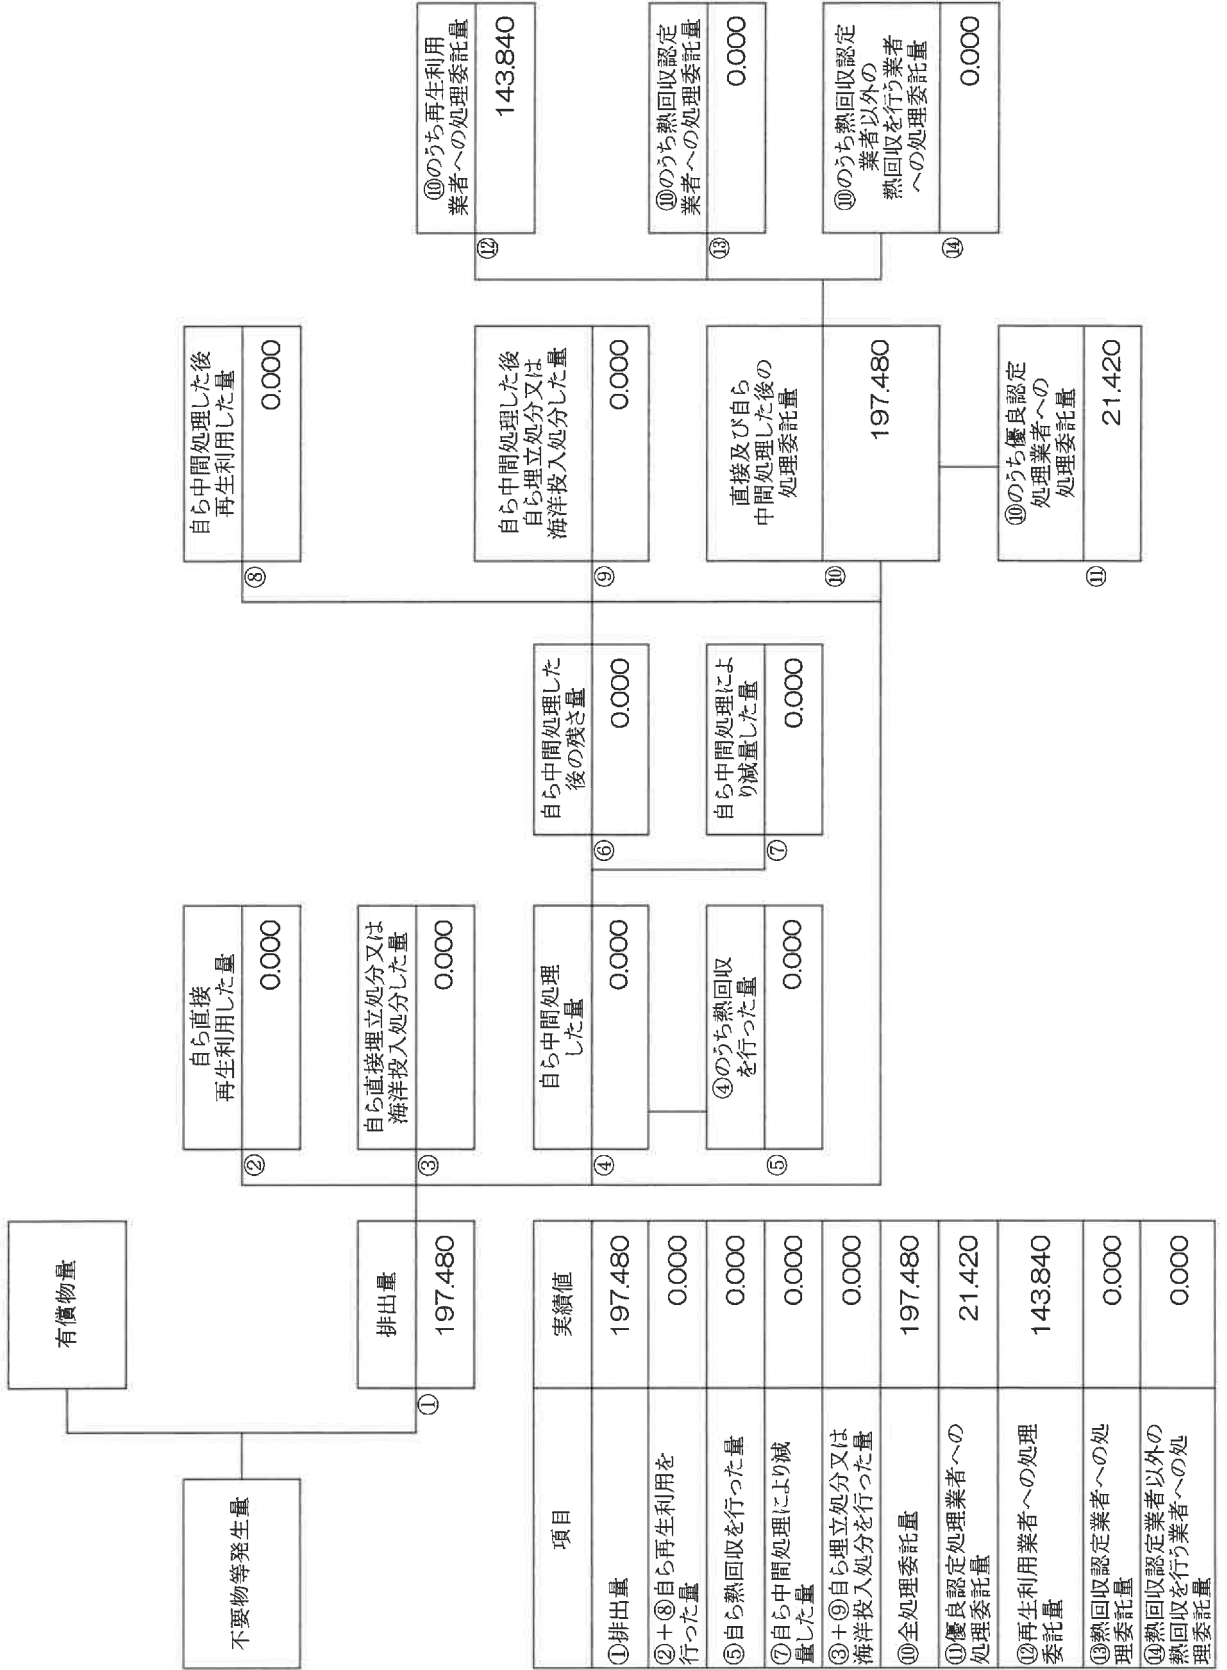 不要物等発生量
有償物量
①
排出量
197.480
②
自ら直接
再生利用した量
0.000
③
自ら直接埋立処分又は
海洋投入処分した量
0.000
④
自ら中間処理
した量
0.000
⑤
④のうち熱回収
を行った量
0.000
⑥
自ら中間処理した
後の残さ量
0.000
⑦
自ら中間処理によ
り減量した量
0.000
⑧
自ら中間処理した後
再生利用した量
0.000
⑨
自ら中間処理した後
自ら埋立処分又は
海洋投入処分した量
0.000
⑩
直接及び自ら
中間処理した後の
処理委託量
197.480
⑪
⑩のうち優良認定
処理業者への
処理委託量
21.420
⑫
⑩のうち再生利用
業者への処理委託量
143.840
⑬
⑩のうち熱回収認定
業者への処理委託量
0.000
⑭
⑩のうち熱回収認定
業者以外の
熱回収を行う業者
への処理委託量
0.000
項目 実績値
①排出量 197.480
②+⑧自ら再生利用を
行った量 0.000
⑤自ら熱回収を行った量 0.000
⑦自ら中間処理により減
量した量 0.000
③+⑨自ら埋立処分又は
海洋投入処分を行った量 0.000
⑩全処理委託量 197.480
⑪優良認定処理業者への
処理委託量 21.420
⑫再生利用業者への処理
委託量 143.840
⑬熱回収認定業者への処
理委託量 0.000
⑭熱回収認定業者以外の
熱回収を行う業者への処
理委託量 0.000